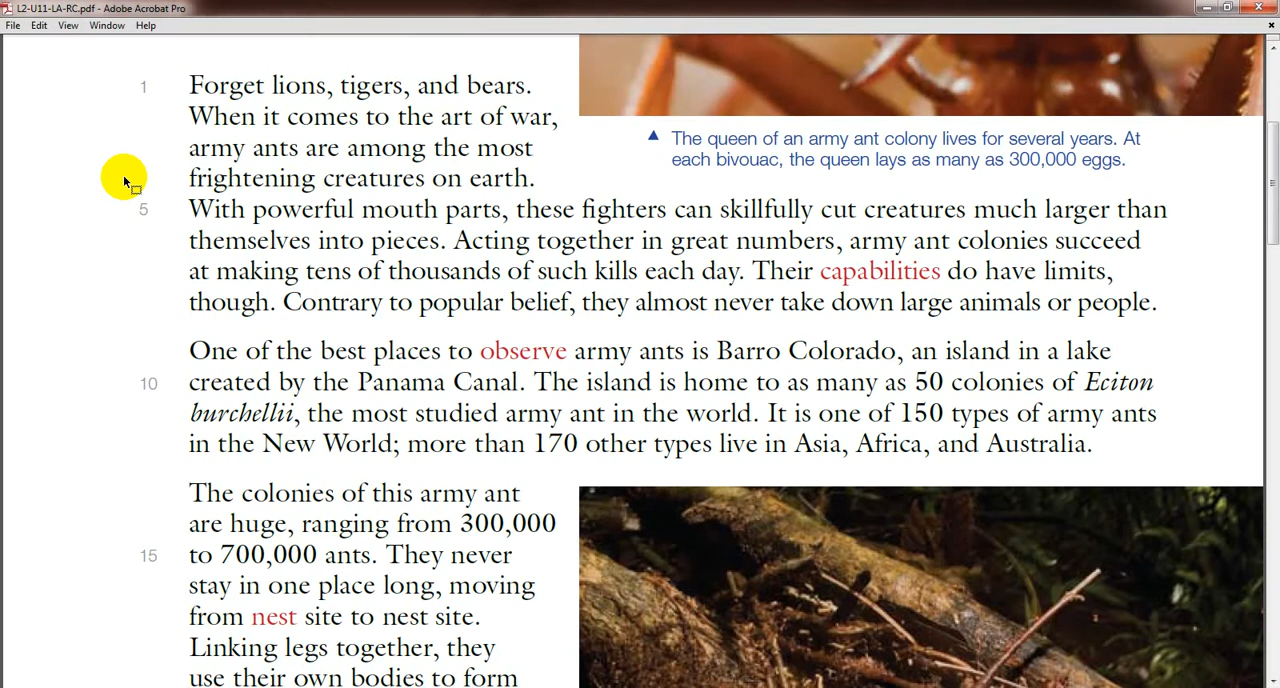 L2-U11-LA-RC.pdf - Adobe Acrobat Pro
File Edit View Window Help
1 Forget lions, tigers, and bears.
When it comes to the art of war,
army ants are among the most
frightening creatures on earth.
5 With powerful mouth parts, these fighters can skillfully cut creatures much larger than
themselves into pieces. Acting together in great numbers, army ant colonies succeed
at making tens of thousands of such kills each day. Their capabilities do have limits,
though. Contrary to popular belief, they almost never take down large animals or people.
The queen of an army ant colony lives for several years. At
each bivouac, the queen lays as many as 300,000 eggs.
One of the best places to observe army ants is Barro Colorado, an island in a lake
10 created by the Panama Canal. The island is home to as many as 50 colonies of Eciton
burchellii, the most studied army ant in the world. It is one of 150 types of army ants
in the New World; more than 170 other types live in Asia, Africa, and Australia.
The colonies of this army ant
are huge, ranging from 300,000
15 to 700,000 ants. They never
stay in one place long, moving
from nest site to nest site.
Linking legs together, they
use their own bodies to form